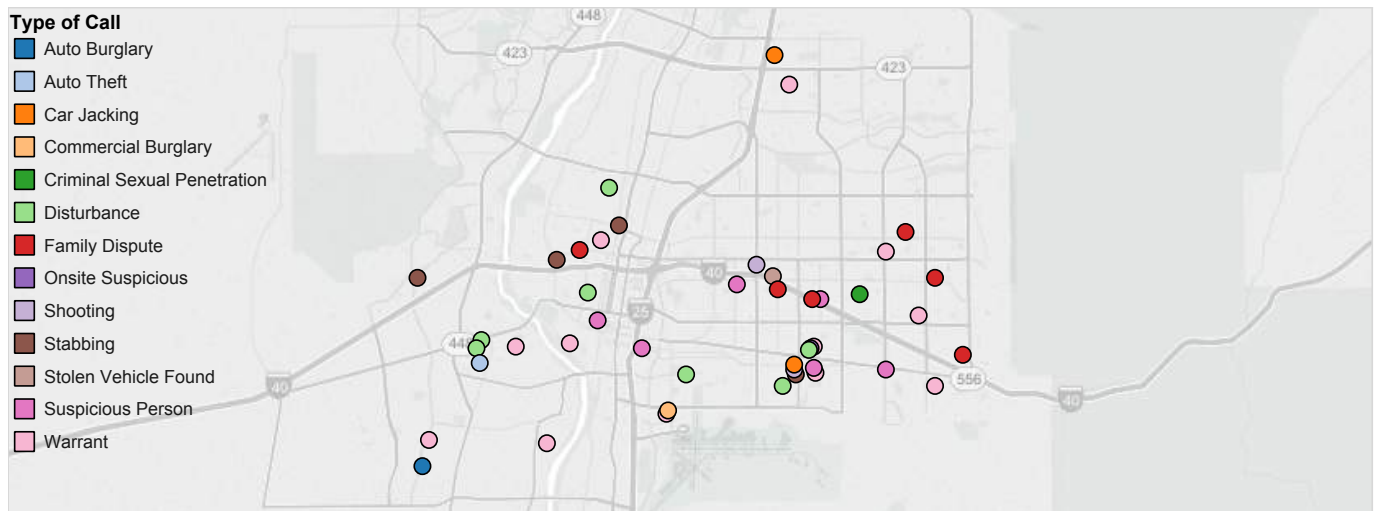 Type of Call
Auto Burglary
Auto Theft
Car Jacking
Commercial Burglary
Criminal Sexual Penetration
Disturbance
Family Dispute
Onsite Suspicious
Shooting
Stabbing
Stolen Vehicle Found
Suspicious Person
Warrant
448
423
423
40
25
448
40
556
40